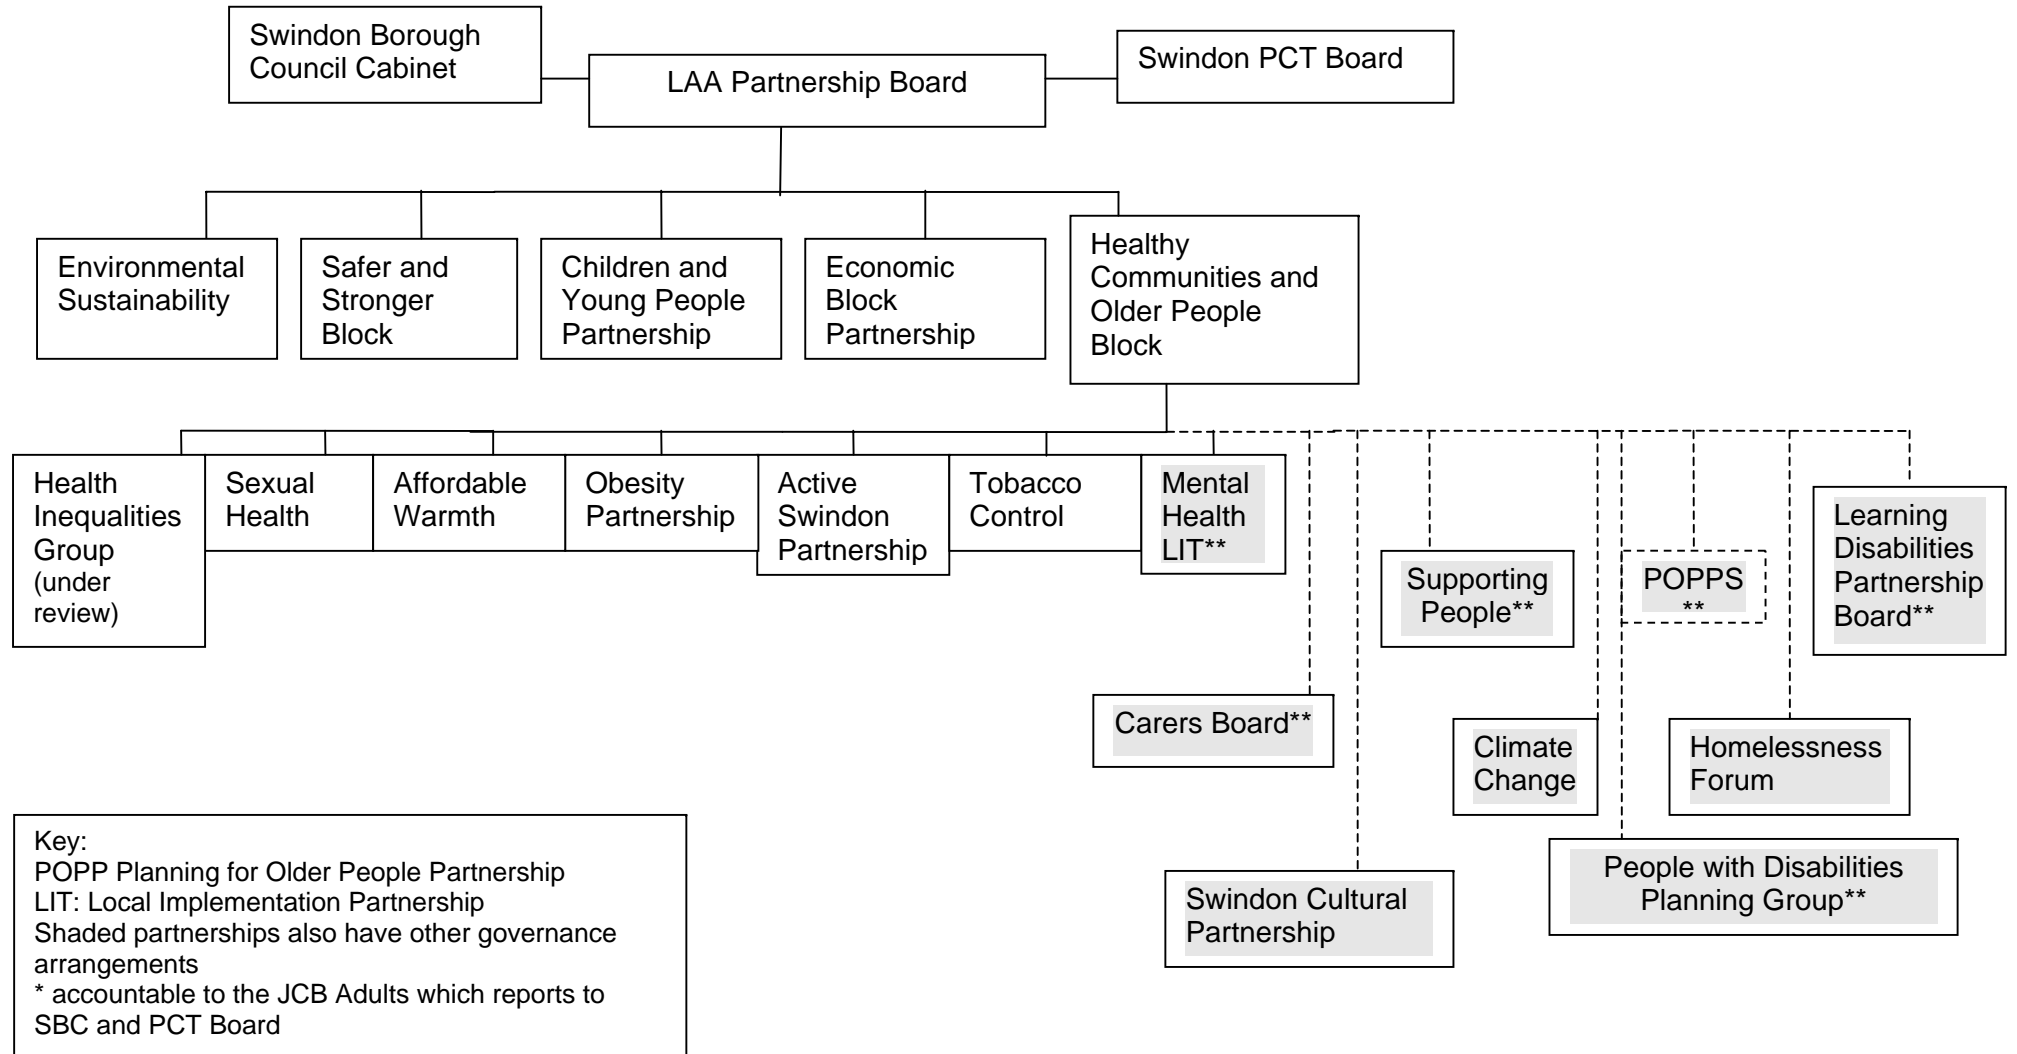 Swindon Borough
Council Cabinet
LAA Partnership Board
Swindon PCT Board
Environmental
Sustainability
Safer and
Stronger
Block
Children and
Young People
Partnership
Economic
Block
Partnership
Healthy
Communities and
Older People
Block
Health
Inequalities
Group
(under
review)
Sexual
Health
Affordable
Warmth
Obesity
Partnership
Active
Swindon
Partnership
Tobacco
Control
Mental
Health
LIT**
Supporting
People**
POPPS
**
Learning
Disabilities
Partnership
Board**
Carers Board**
Climate
Change
Homelessness
Forum
Swindon Cultural
Partnership
People with Disabilities
Planning Group**
Key:
POPP Planning for Older People Partnership
LIT: Local Implementation Partnership
Shaded partnerships also have other governance
arrangements
* accountable to the JCB Adults which reports to
SBC and PCT Board